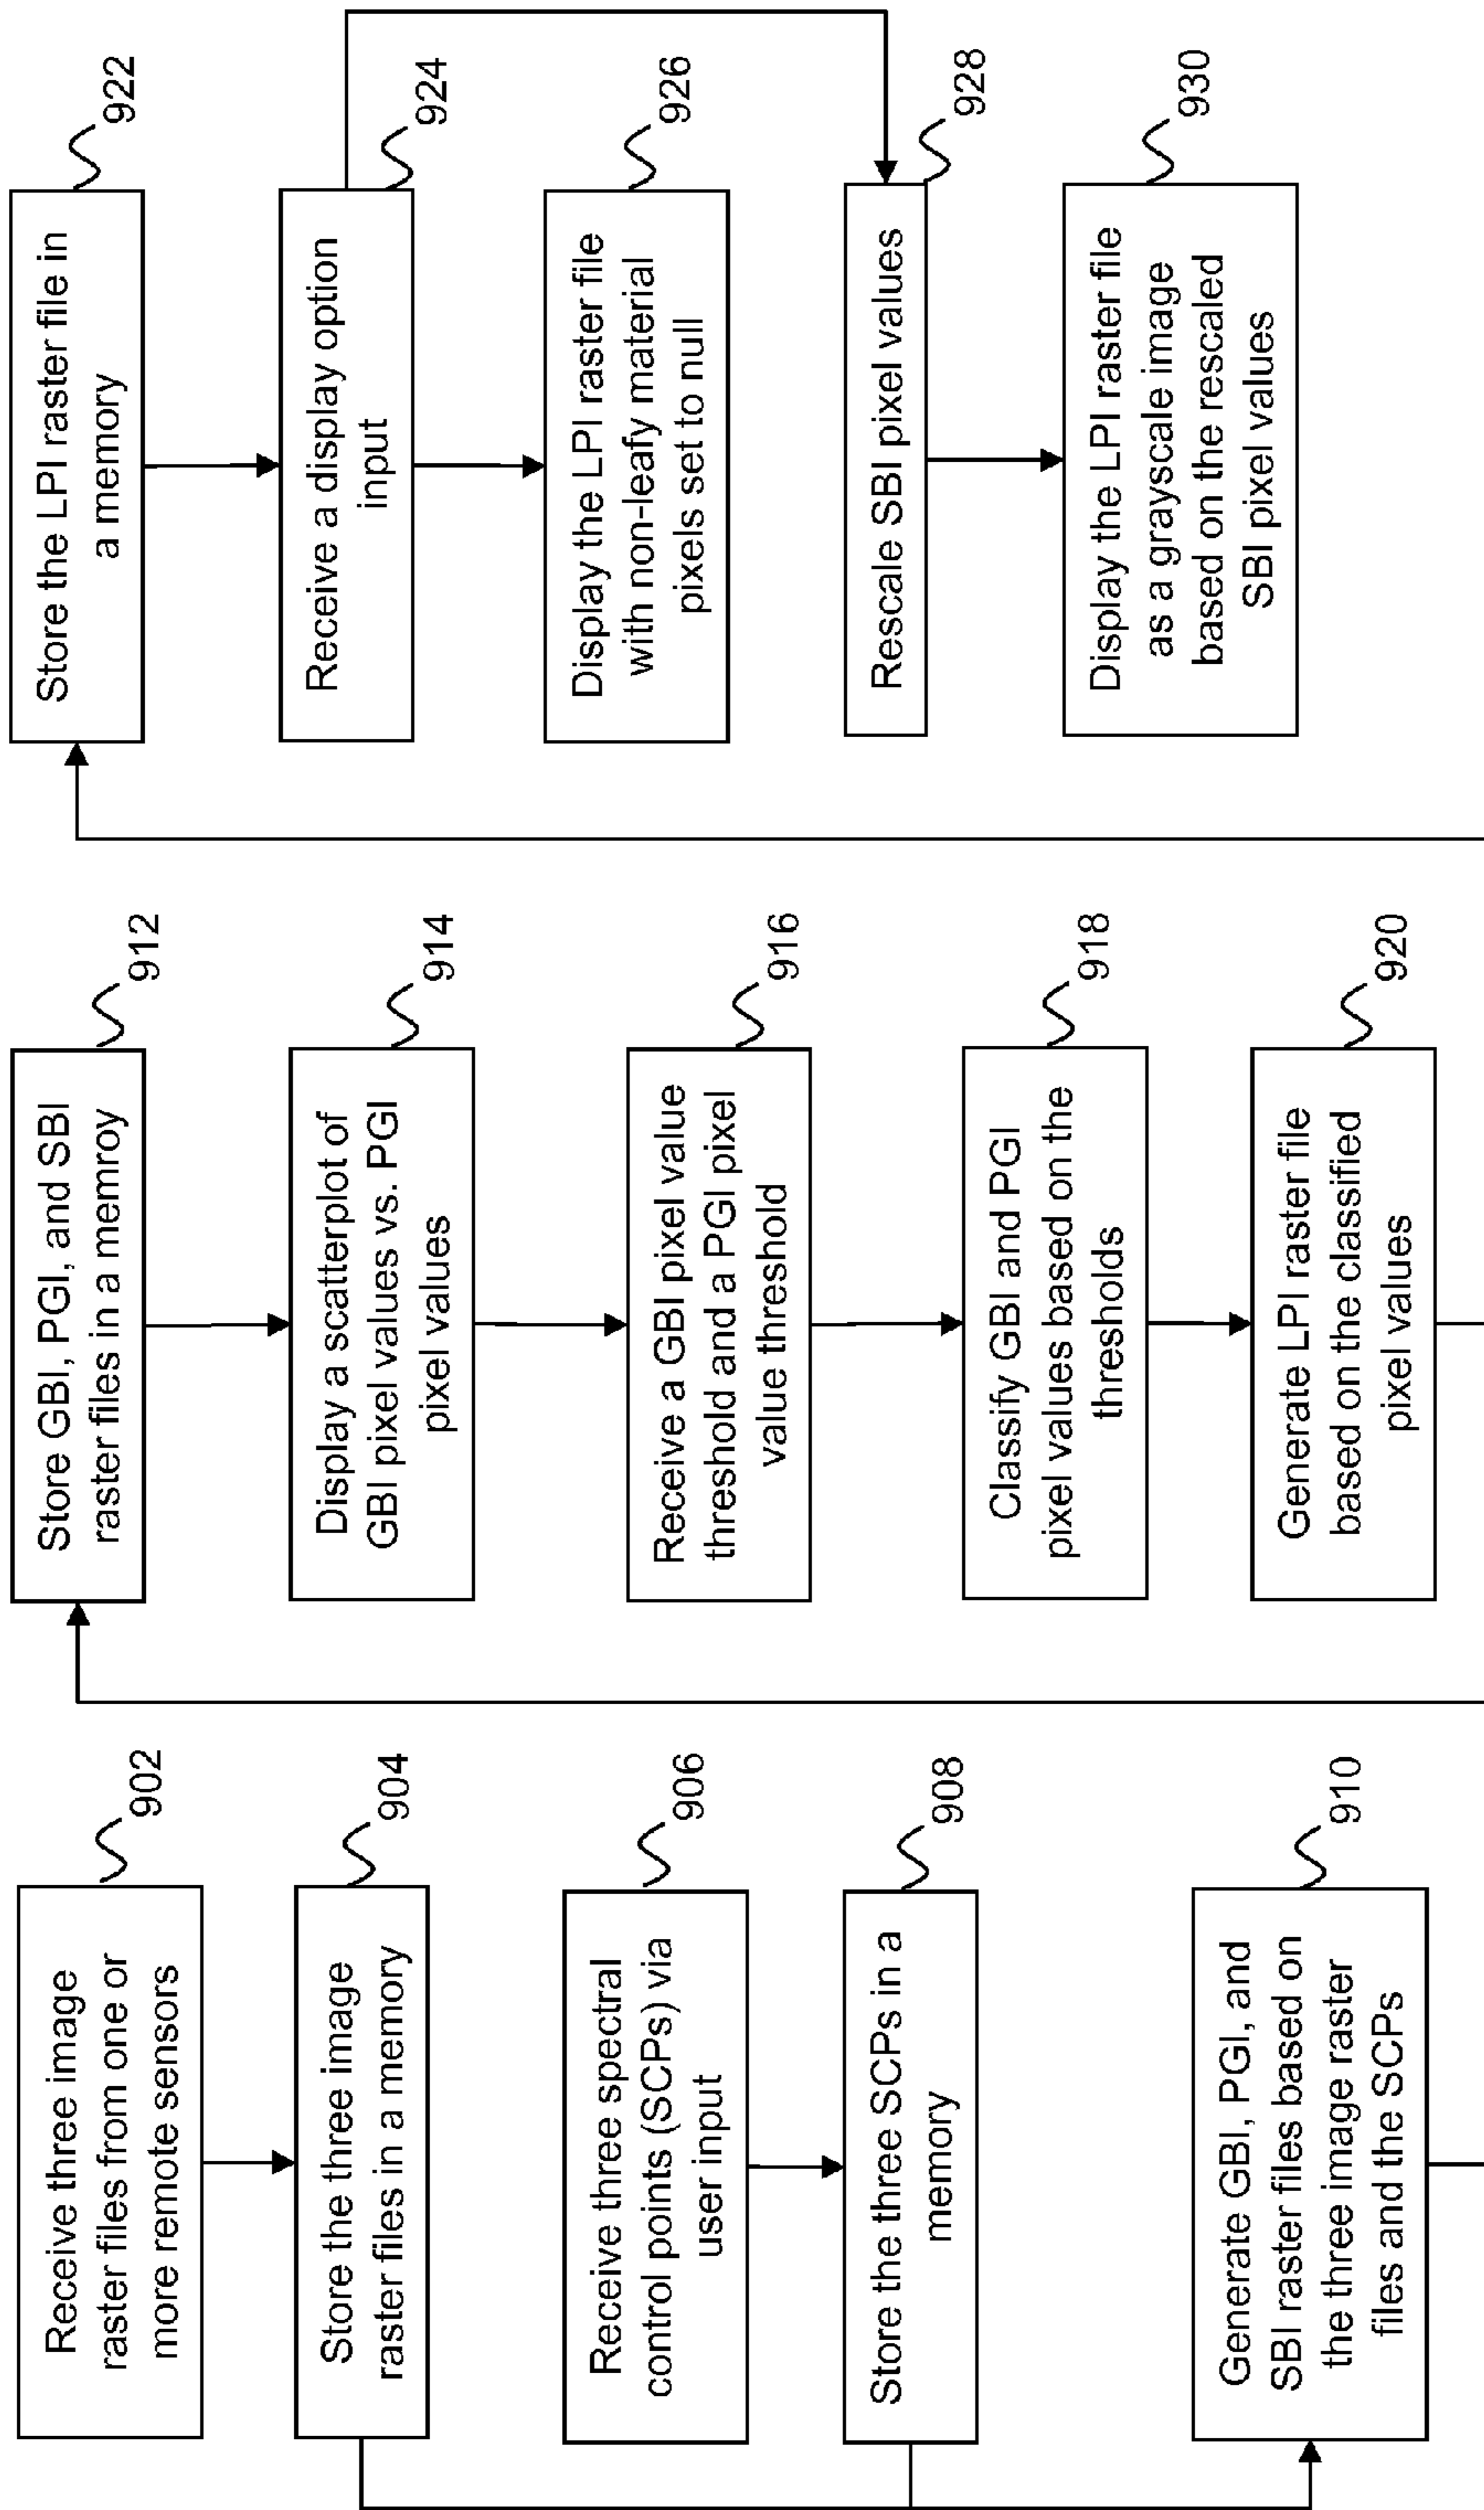 Receive three image
raster files from one or
more remote sensors
902
Store the three image
raster files in a memory
904
Receive three spectral
control points (SCPs) via
user input
906
Store the three SCPs in a
memory
908
Generate GBI, PGI, and
SBI raster files based on
the three image raster
files and the SCPs
910
Store GBI, PGI, and SBI
raster files in a memroy
912
Display a scatterplot of
GBI pixel values vs. PGI
pixel values
914
Receive a GBI pixel value
threshold and a PGI pixel
value threshold
916
Classify GBI and PGI
pixel values based on the
thresholds
918
Generate LPI raster file
based on the classified
pixel values
920
Store the LPI raster file in
a memory
922
Receive a display option
input
924
Display the LPI raster file
with non-leafy material
pixels set to null
926
Rescale SBI pixel values
928
Display the LPI raster file
as a grayscale image
based on the rescaled
SBI pixel values
930